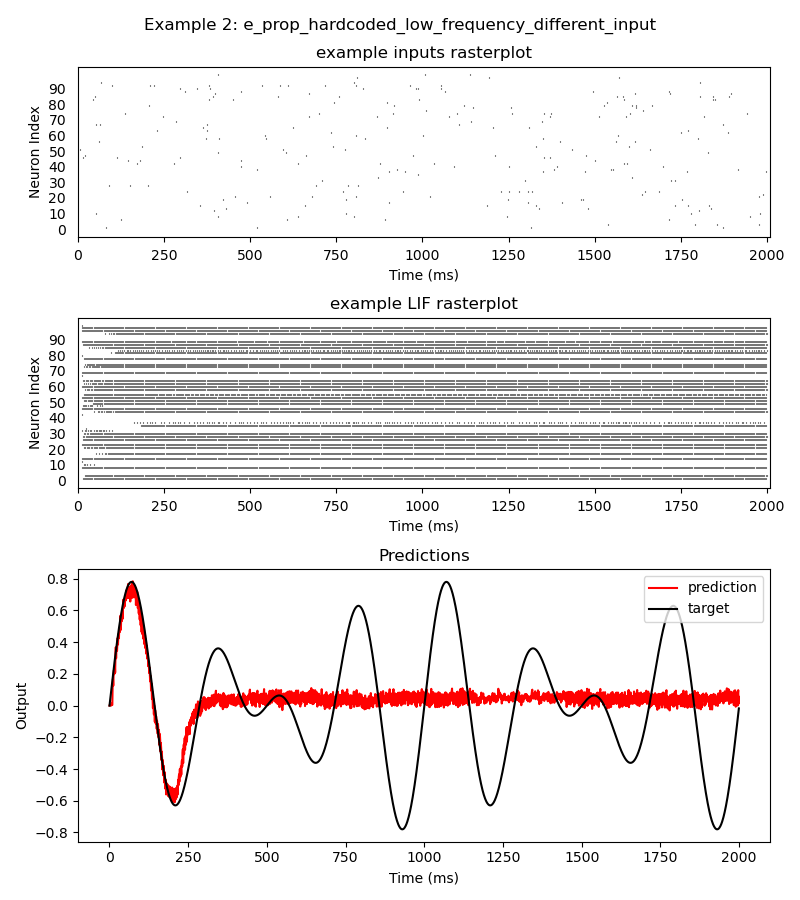 Example 2: e_prop_hardcoded_low_frequency_different_input
example inputs rasterplot
90
80
70
60
50
40
30
20
10
0
Neuron Index
0 250 500 750 1000 1250 1500 1750 2000
Time (ms)
example LIF rasterplot
90
80
70
60
50
40
30
20
10
0
Neuron Index
0 250 500 750 1000 1250 1500 1750 2000
Time (ms)
Predictions
0.8
0.6
0.4
0.2
0.0
−0.2
−0.4
−0.6
−0.8
Output
prediction
target
0 250 500 750 1000 1250 1500 1750 2000
Time (ms)